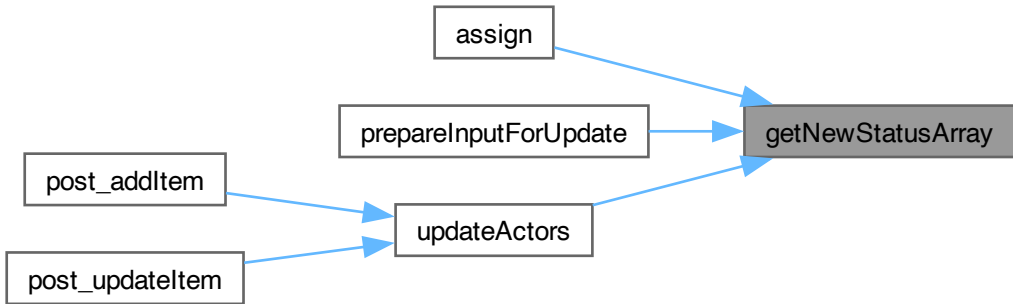 assign
prepareInputForUpdate
getNewStatusArray
post_addItem
updateActors
post_updateItem